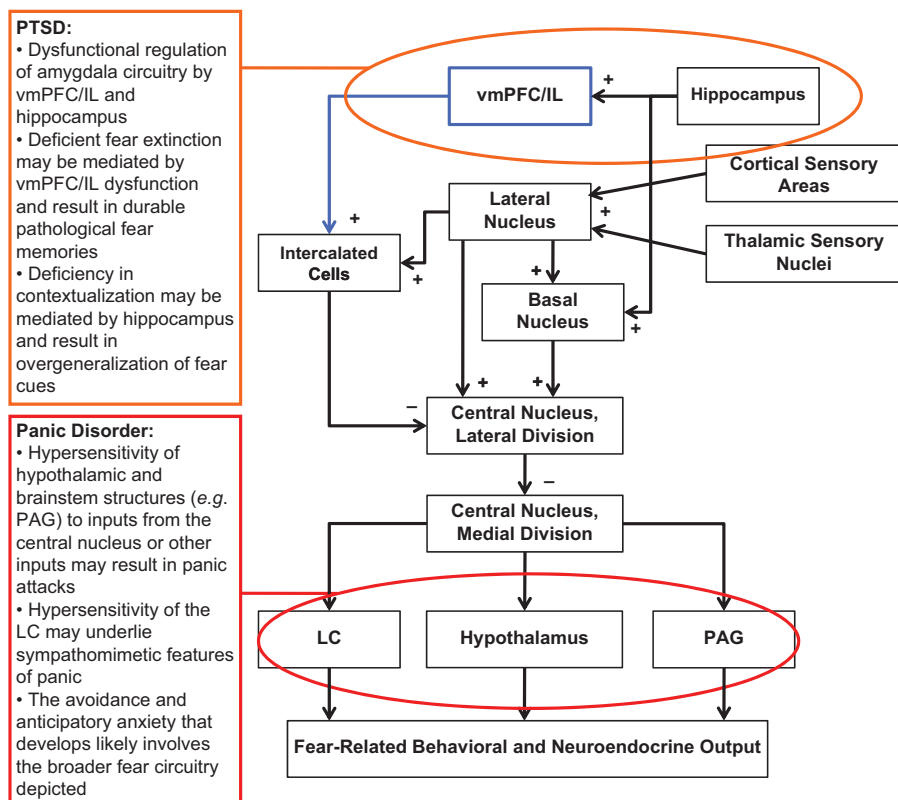 PTSD:
• Dysfunctional regulation
of amygdala circuitry by
vmPFC/IL and
hippocampus
• Deficient fear extinction
may be mediated by
vmPFC/IL dysfunction
and result in durable
pathological fear
memories
• Deficiency in
contextualization may be
mediated by hippocampus
and result in
overgeneralization of fear
cues
vmPFC/IL
+
Hippocampus
Cortical Sensory
Areas
Lateral
Nucleus
+
Thalamic Sensory
Nuclei
+
Intercalated
Cells
+
+
Basal
Nucleus
+
+
+
–
Central Nucleus,
Lateral Division
–
Central Nucleus,
Medial Division
Panic Disorder:
• Hypersensitivity of
hypothalamic and
brainstem structures (e.g.
PAG) to inputs from the
central nucleus or other
inputs may result in panic
attacks
• Hypersensitivity of the
LC may underlie
sympathomimetic features
of panic
• The avoidance and
anticipatory anxiety that
develops likely involves
the broader fear circuitry
depicted
LC
Hypothalamus
PAG
Fear-Related Behavioral and Neuroendocrine Output